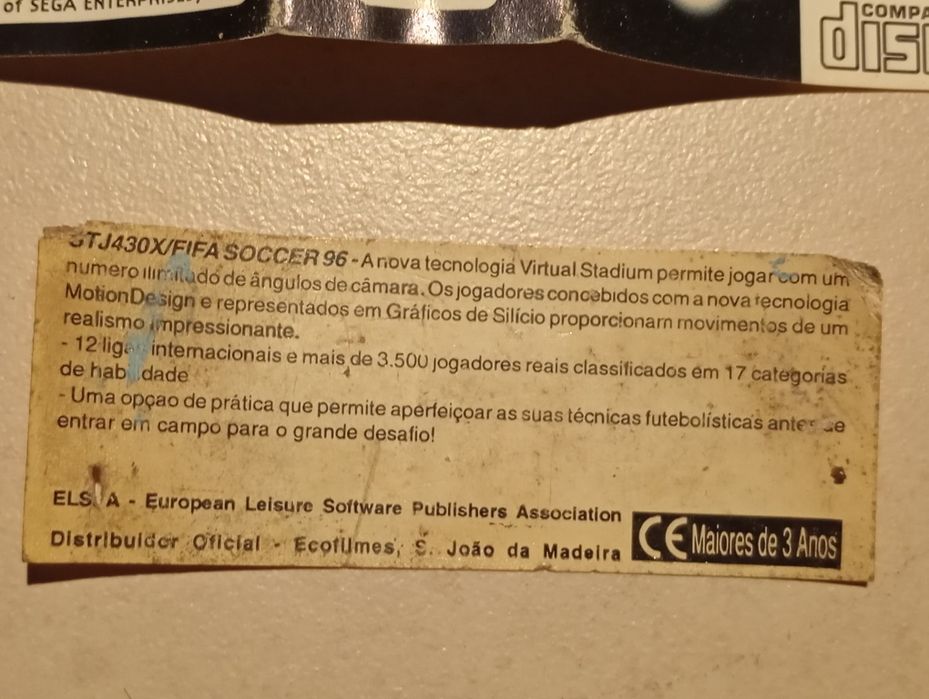 of SEGA ENTERPRISES,
COMPA
disc
STJ430X/FIFA SOCCER 96 - A nova tecnologia Virtual Stadium permite jogar com um
numero ilimitado de ângulos de câmara. Os jogadores concebidos com a nova tecnologia
MotionDesign e representados em Gráficos de Silício proporcionam movimentos de um
realismo impressionante.
- 12 ligas internacionais e mais de 3.500 jogadores reais classificados em 17 categorias
de habilidade
- Uma opçao de prática que permite aperfeiçoar as suas técnicas futebolísticas antes de
entrar em campo para o grande desafio!
ELSPA - European Leisure Software Publishers Association
Distribuidor Oficial - Ecofilmes, S. João da Madeira
CE Maiores de 3 Anos